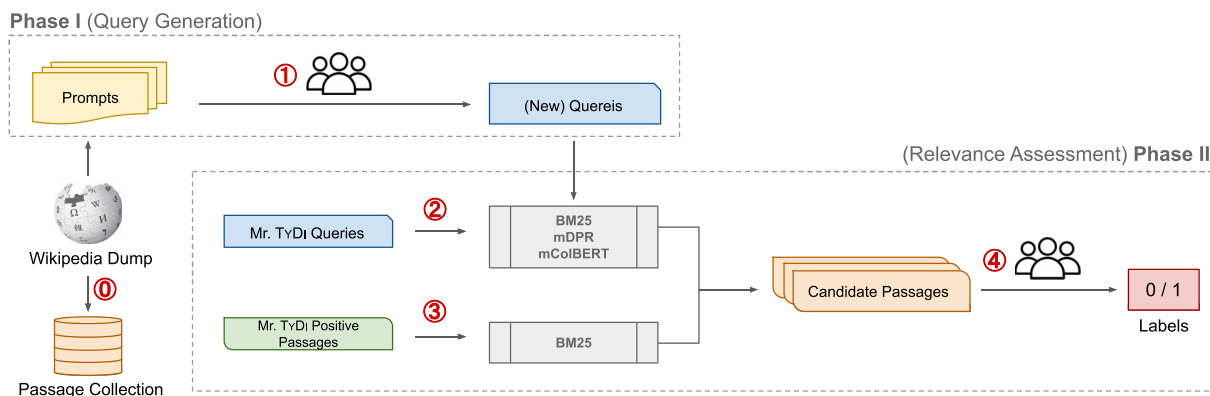 Phase I (Query Generation)
Prompts
①
(New) Quereis
(Relevance Assessment) Phase II
Wikipedia Dump
⓪
Passage Collection
Mr. TYDI Queries
②
BM25
mDPR
mColBERT
Mr. TYDI Positive
Passages
③
BM25
Candidate Passages
④
0 / 1
Labels